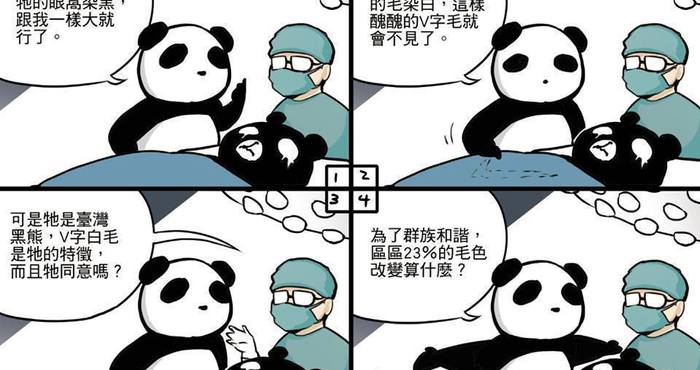 牠的眼窩染黑，
跟我一樣大就
行了。
的毛染白，這樣
醜醜的V字毛就
會不見了。
1 2
3 4
可是牠是臺灣
黑熊，V字白毛
是牠的特徵，
而且牠同意嗎？
為了群族和諧，
區區23%的毛色
改變算什麼？